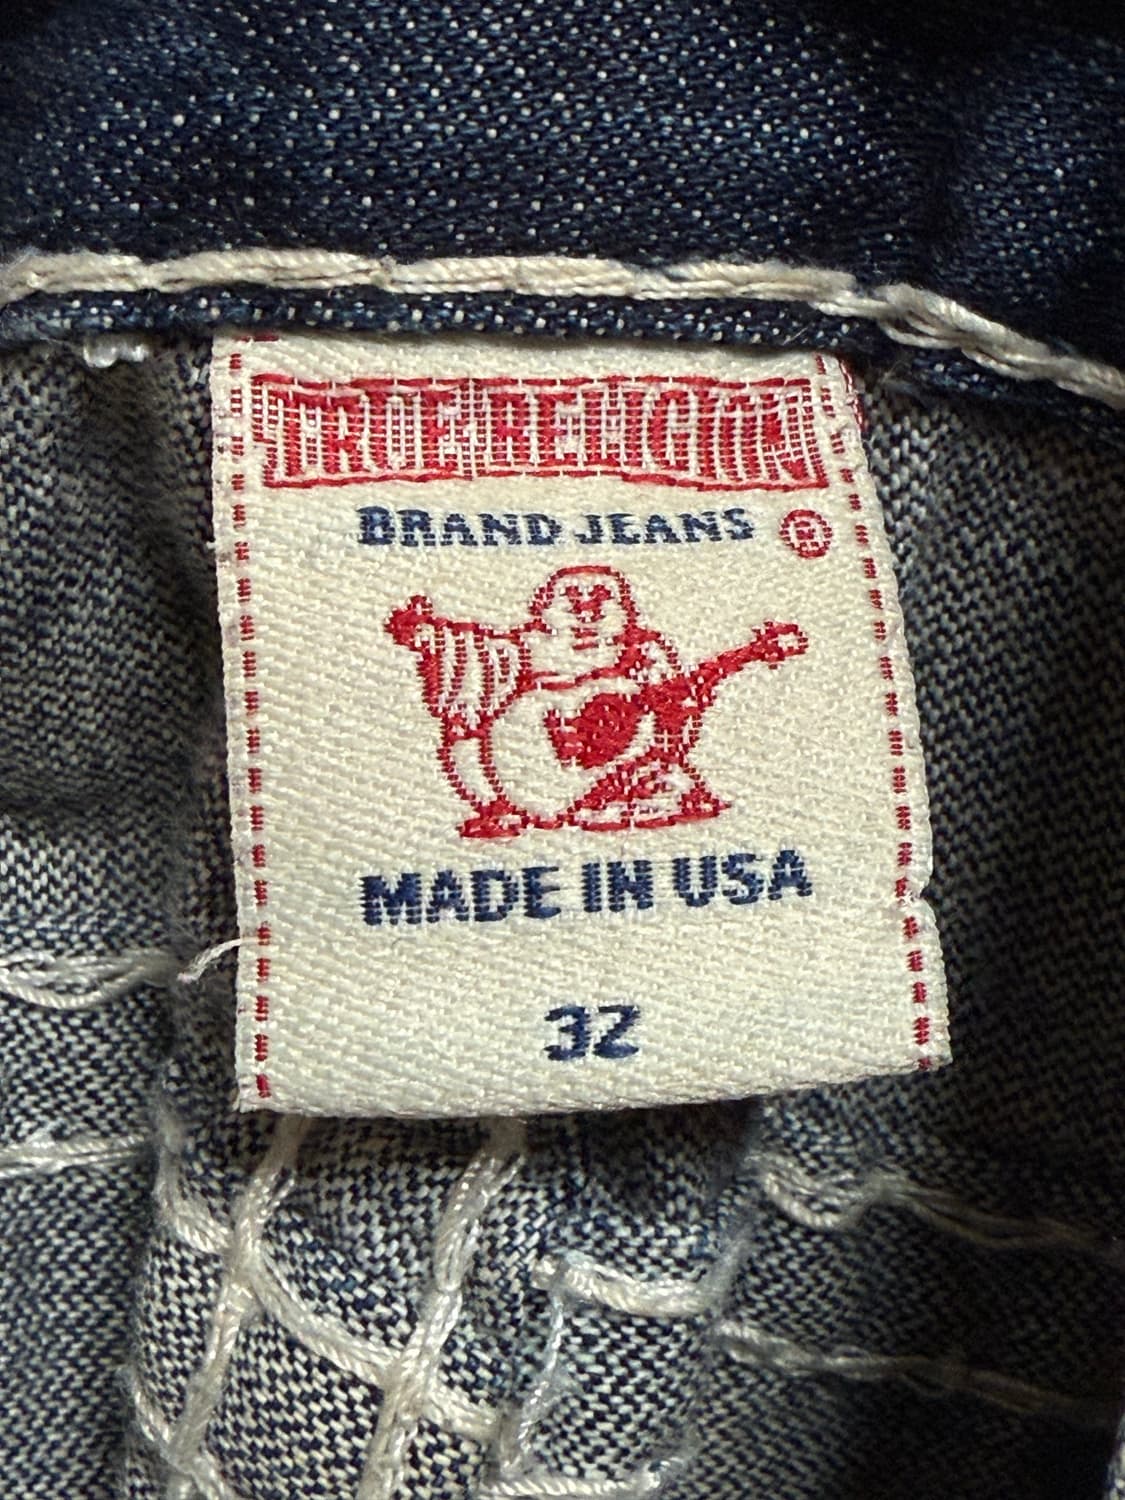 TRUE RELIGION
BRAND JEANS ®
MADE IN USA
32